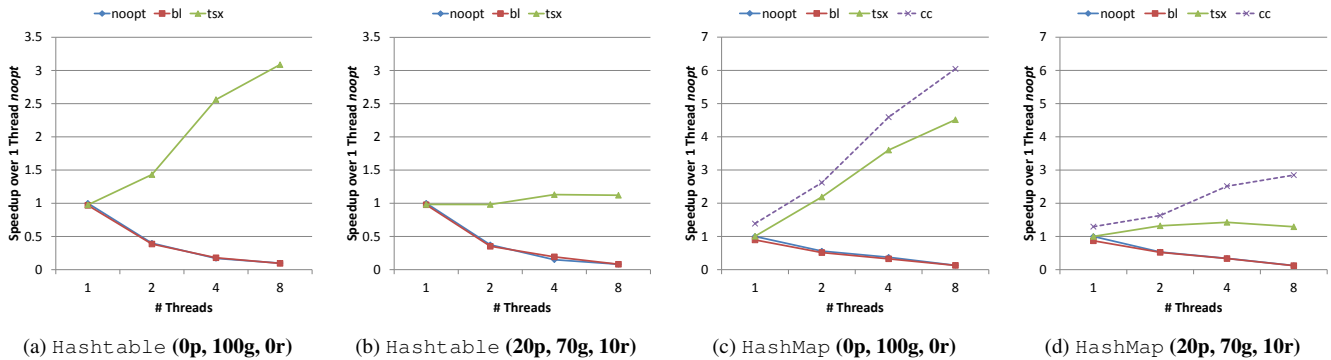 noopt bl tsx
3.5
3
2.5
2
1.5
1
0.5
0
Speedup over 1 Thread noopt
1 2 4 8
# Threads
(a) Hashtable (0p, 100g, 0r)
noopt bl tsx
3.5
3
2.5
2
1.5
1
0.5
0
Speedup over 1 Thread noopt
1 2 4 8
# Threads
(b) Hashtable (20p, 70g, 10r)
noopt bl tsx cc
7
6
5
4
3
2
1
0
Speedup over 1 Thread noopt
1 2 4 8
# Threads
(c) HashMap (0p, 100g, 0r)
noopt bl tsx cc
7
6
5
4
3
2
1
0
Speedup over 1 Thread noopt
1 2 4 8
# Threads
(d) HashMap (20p, 70g, 10r)